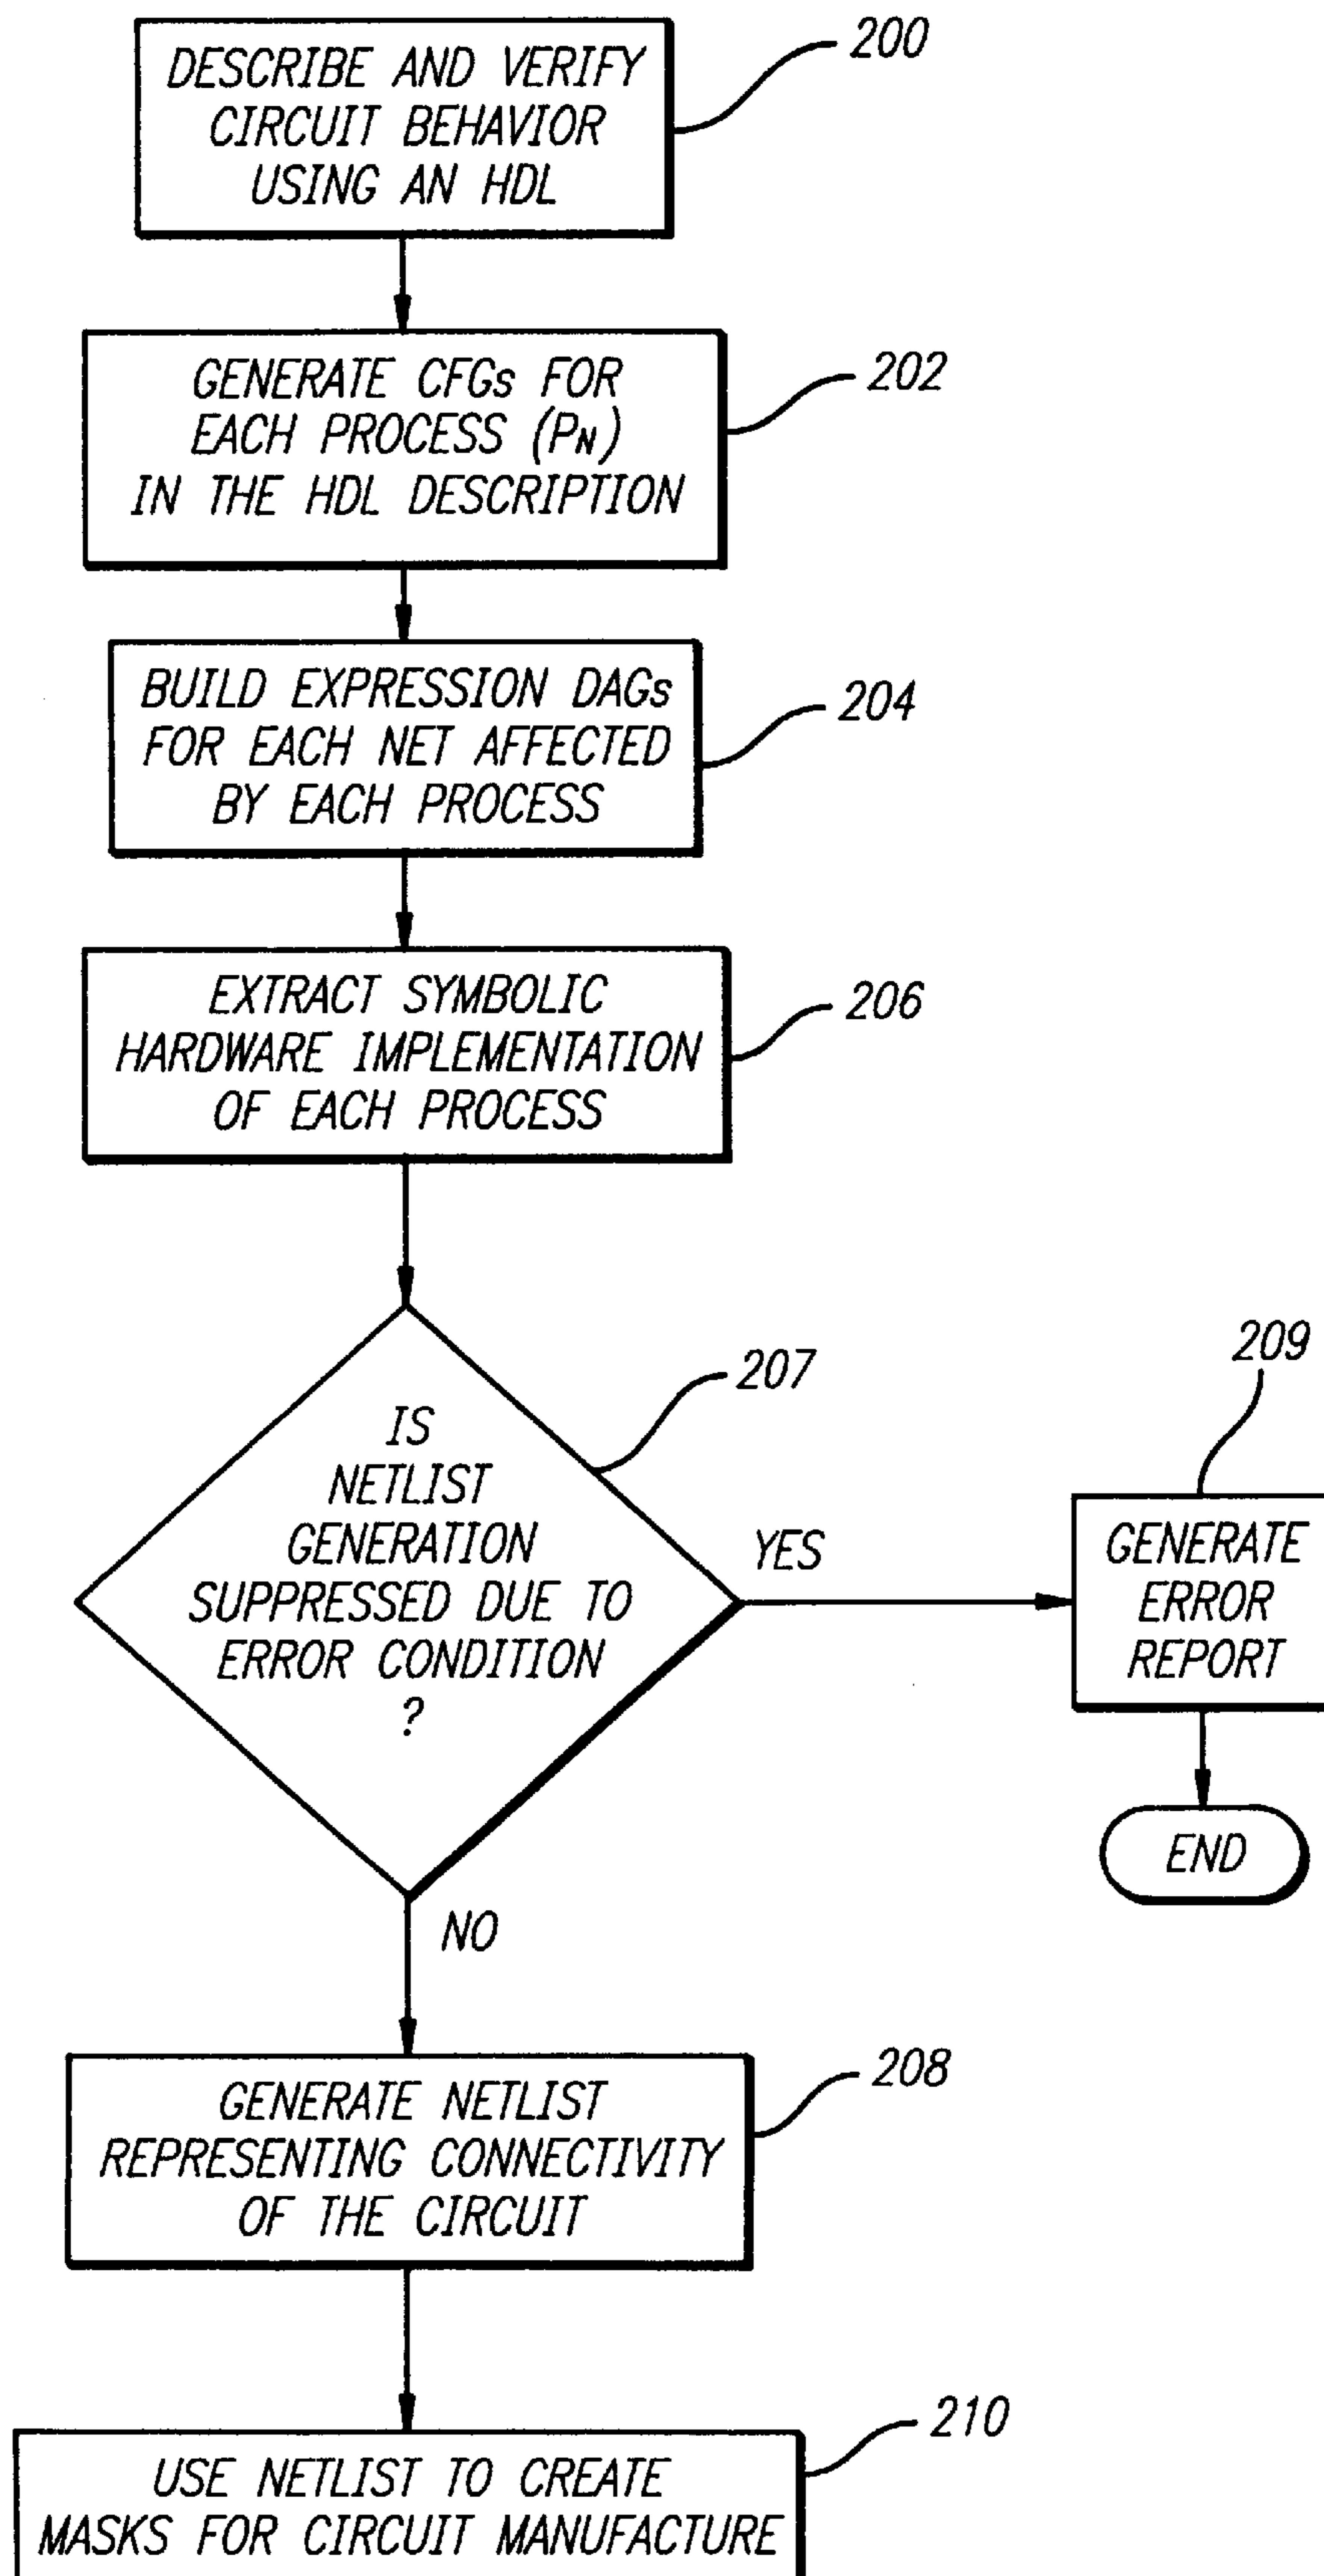 DESCRIBE AND VERIFY
CIRCUIT BEHAVIOR
USING AN HDL
200
GENERATE CFGs FOR
EACH PROCESS (PN)
IN THE HDL DESCRIPTION
202
BUILD EXPRESSION DAGs
FOR EACH NET AFFECTED
BY EACH PROCESS
204
EXTRACT SYMBOLIC
HARDWARE IMPLEMENTATION
OF EACH PROCESS
206
IS
NETLIST
GENERATION
SUPPRESSED DUE TO
ERROR CONDITION
?
207
YES
209
GENERATE
ERROR
REPORT
END
NO
GENERATE NETLIST
REPRESENTING CONNECTIVITY
OF THE CIRCUIT
208
USE NETLIST TO CREATE
MASKS FOR CIRCUIT MANUFACTURE
210